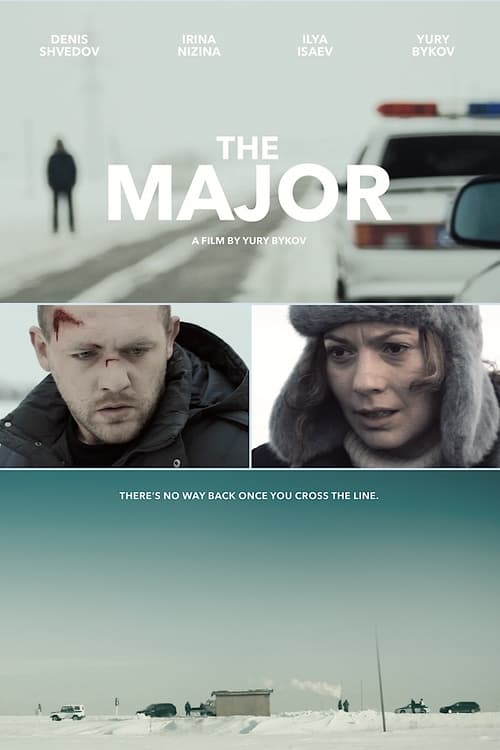 DENIS
SHVEDOV
IRINA
NIZINA
ILYA
ISAEV
YURY
BYKOV
THE
MAJOR
A FILM BY YURY BYKOV
THERE'S NO WAY BACK ONCE YOU CROSS THE LINE.